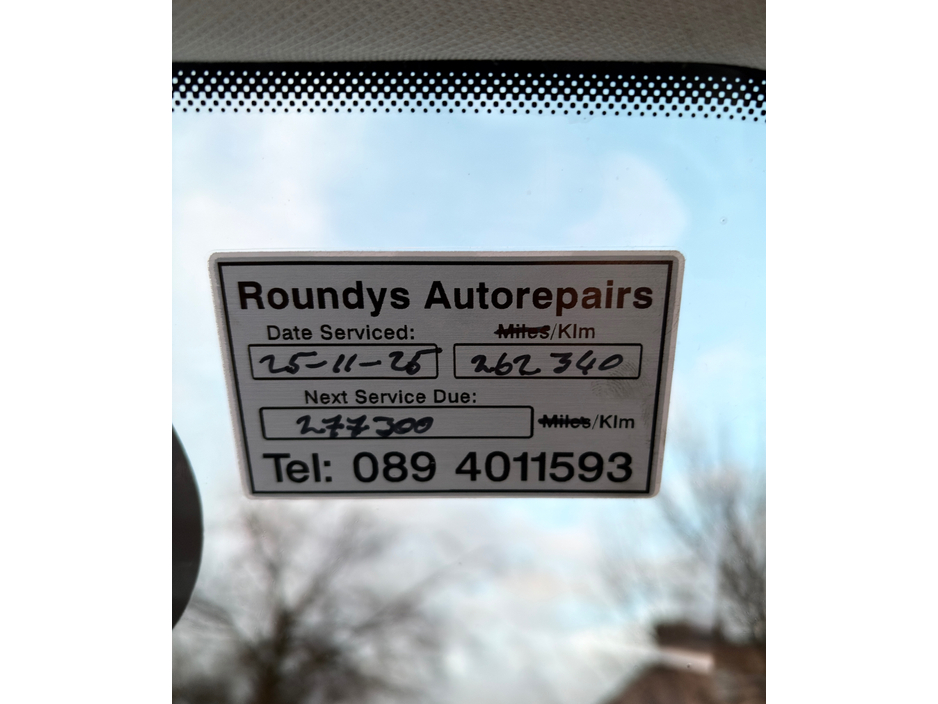 Roundys Autorepairs
Date Serviced: Miles/Klm
25-11-25 262 340
Next Service Due:
277300 Miles/Klm
Tel: 089 4011593